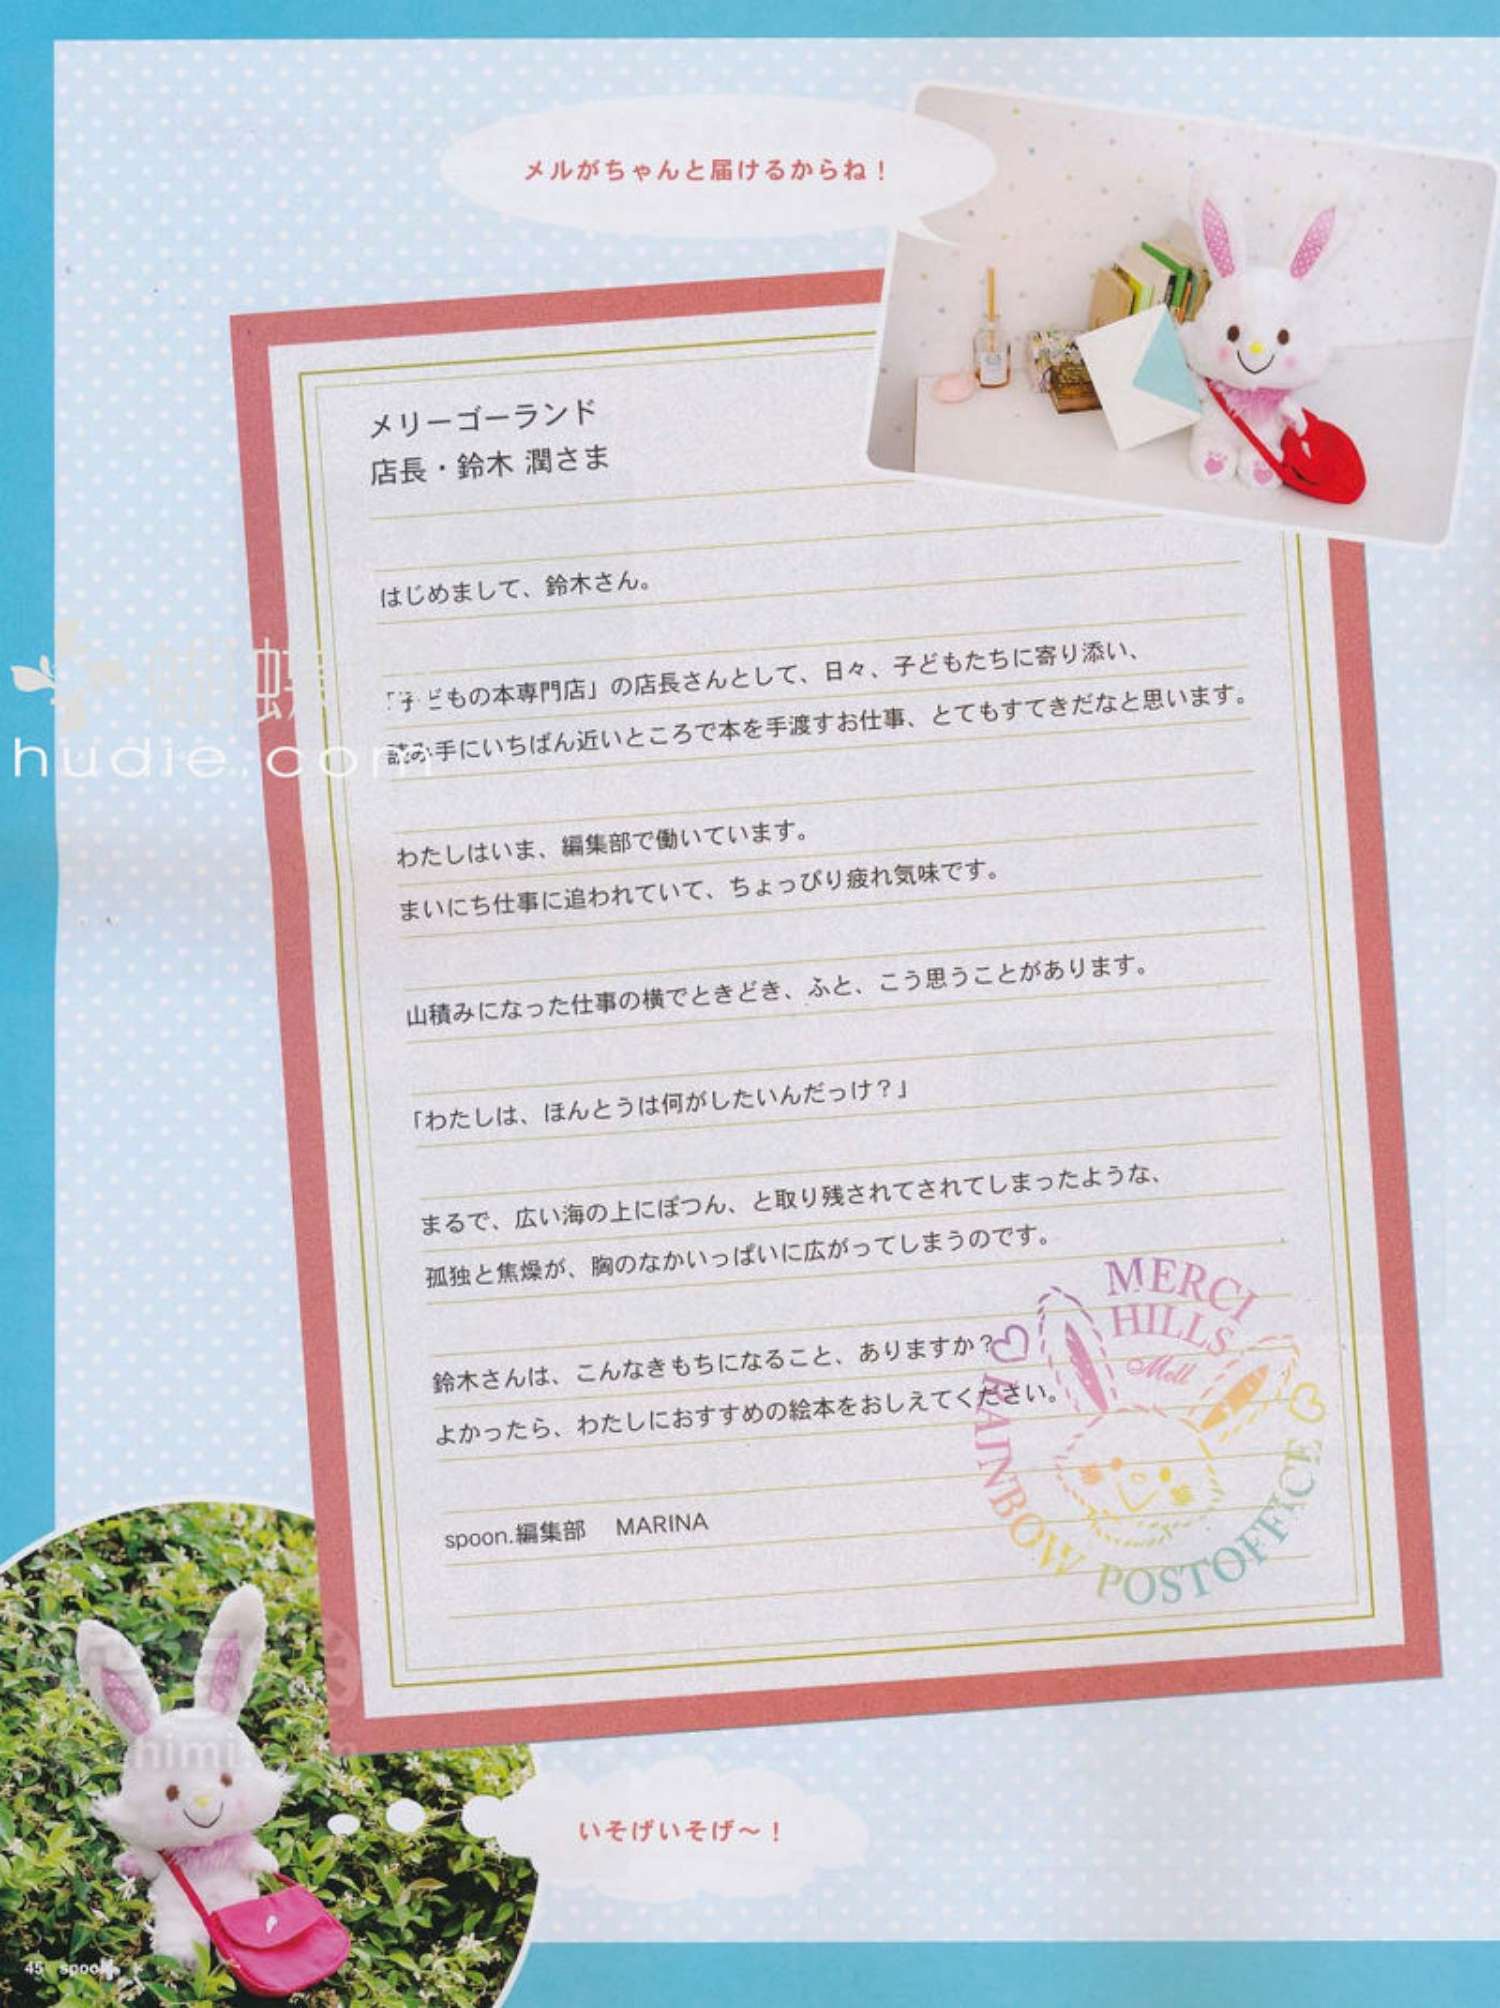 メルがちゃんと届けるからね！
メリーゴーランド
店長・鈴木 潤さま
はじめまして、鈴木さん。
「子どもの本専門店」の店長さんとして、日々、子どもたちに寄り添い、
読み手にいちばん近いところで本を手渡すお仕事、とてもすてきだなと思います。
わたしはいま、編集部で働いています。
まいにち仕事に追われていて、ちょっぴり疲れ気味です。
山積みになった仕事の横でときどき、ふと、こう思うことがあります。
「わたしは、ほんとうは何がしたいんだっけ？」
まるで、広い海の上にぽつん、と取り残されてされてしまったような、
孤独と焦燥が、胸のなかいっぱいに広がってしまうのです。
鈴木さんは、こんなきもちになること、ありますか？
よかったら、わたしにおすすめの絵本をおしえてください。
spoon.編集部 MARINA
MERCI
HILLS
Mell
RAINBOW POSTOFFICE
いそげいそげ〜！
45 spoon.
hudie.com